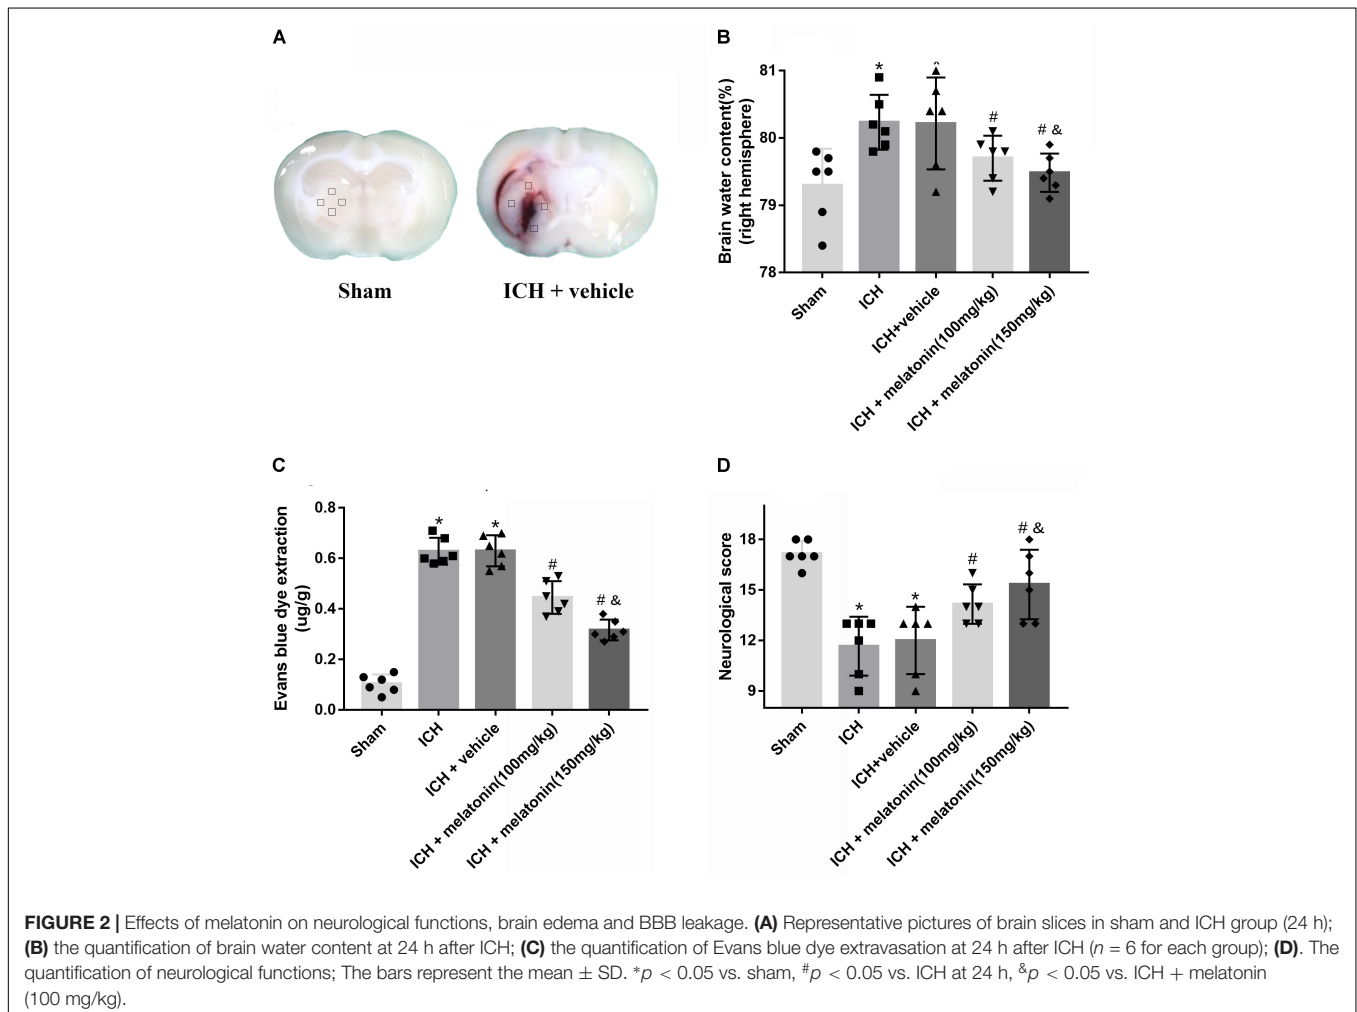 A
Sham
ICH + vehicle
B
Brain water content(%)
(right hemisphere)
81
80
79
78
*
^
#
# &
Sham
ICH
ICH+vehicle
ICH + melatonin(100mg/kg)
ICH + melatonin(150mg/kg)
C
Evans blue dye extraction
(ug/g)
0.8
0.6
0.4
0.2
0.0
*
*
#
# &
Sham
ICH
ICH + vehicle
ICH + melatonin(100mg/kg)
ICH + melatonin(150mg/kg)
D
Neurological score
18
15
12
9
*
*
#
# &
Sham
ICH
ICH+vehicle
ICH + melatonin(100mg/kg)
ICH + melatonin(150mg/kg)
FIGURE 2 | Effects of melatonin on neurological functions, brain edema and BBB leakage. (A) Representative pictures of brain slices in sham and ICH group (24 h);
(B) the quantification of brain water content at 24 h after ICH; (C) the quantification of Evans blue dye extravasation at 24 h after ICH (n = 6 for each group); (D). The
quantification of neurological functions; The bars represent the mean ± SD. *p < 0.05 vs. sham, #p < 0.05 vs. ICH at 24 h, &p < 0.05 vs. ICH + melatonin
(100 mg/kg).